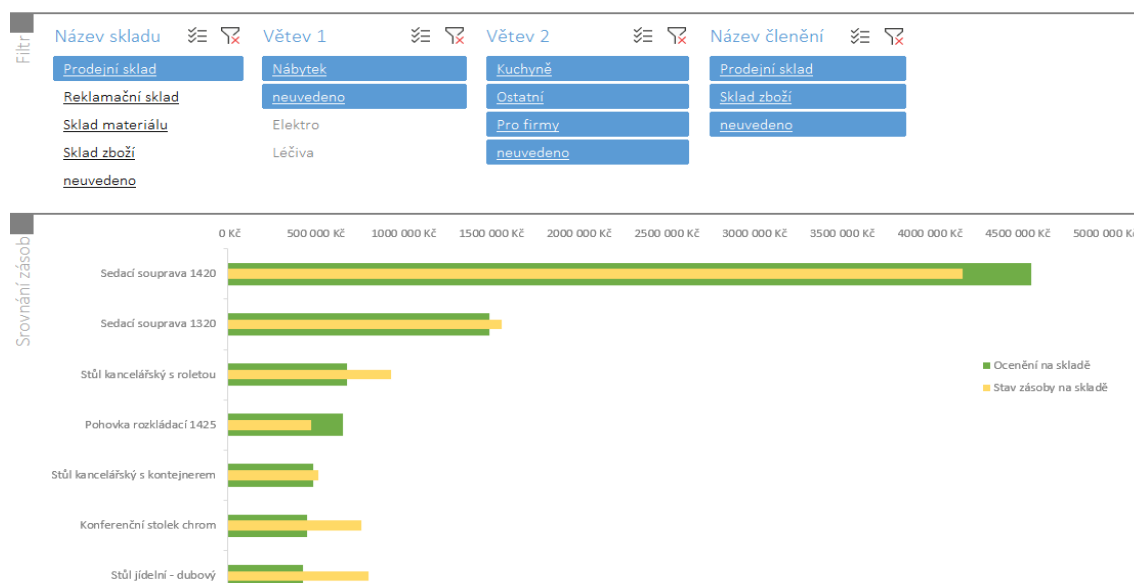 Filtr
Název skladu
Prodejní sklad
Reklamační sklad
Sklad materiálu
Sklad zboží
neuvedeno
Větev 1
Nábytek
neuvedeno
Elektro
Léčiva
Větev 2
Kuchyně
Ostatní
Pro firmy
neuvedeno
Název členění
Prodejní sklad
Sklad zboží
neuvedeno
Srovnání zásob
0 Kč
500 000 Kč
1000 000 Kč
1500 000 Kč
2000 000 Kč
2500 000 Kč
3000 000 Kč
3500 000 Kč
4000 000 Kč
4500 000 Kč
5000 000 Kč
Sedací souprava 1420
Sedací souprava 1320
Stůl kancelářský s roletou
Pohovka rozkládací 1425
Stůl kancelářský s kontejnerem
Konferenční stolek chrom
Stůl jídelní - dubový
Ocenění na skladě
Stav zásoby na skladě